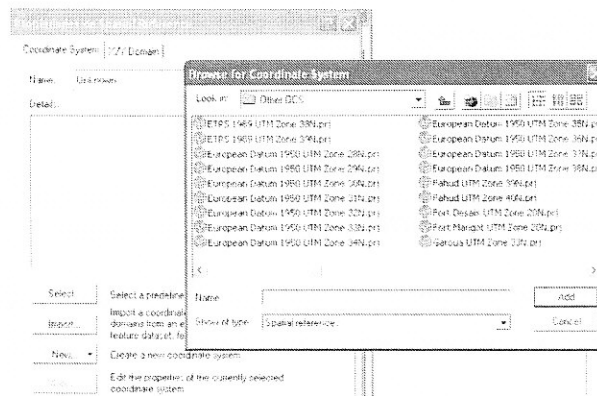 Coordinate System
X/Y Domain
Name:
Unknown
Details:
Browse for Coordinate System
Look in:
Other GCS
ETRS 1989 UTM Zone 38N.prj
ETRS 1989 UTM Zone 39N.prj
European Datum 1950 UTM Zone 28N.prj
European Datum 1950 UTM Zone 29N.prj
European Datum 1950 UTM Zone 30N.prj
European Datum 1950 UTM Zone 31N.prj
European Datum 1950 UTM Zone 32N.prj
European Datum 1950 UTM Zone 33N.prj
European Datum 1950 UTM Zone 34N.prj
European Datum 1950 UTM Zone 35N.prj
European Datum 1950 UTM Zone 36N.prj
European Datum 1950 UTM Zone 37N.prj
European Datum 1950 UTM Zone 38N.prj
Fahud UTM Zone 39N.prj
Fahud UTM Zone 40N.prj
Fort Desaix UTM Zone 20N.prj
Fort Marigot UTM Zone 20N.prj
Garoua UTM Zone 33N.prj
Name
Add
Show of type:
Spatial reference
Cancel
Select
Select a predefine
Import...
Import a coordinate
domains from an e
feature dataset, fe
New...
Create a new coordinate system
Edit the properties of the currently selected
coordinate system